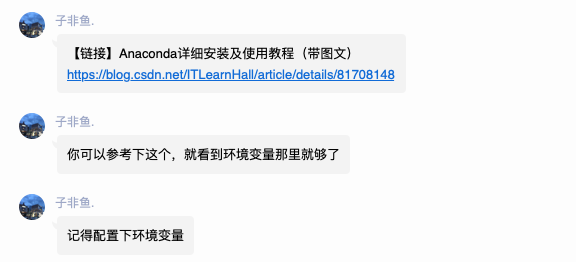 子非鱼.
【链接】Anaconda详细安装及使用教程（带图文）
https://blog.csdn.net/ITLearnHall/article/details/81708148
子非鱼.
你可以参考下这个，就看到环境变量那里就够了
子非鱼.
记得配置下环境变量